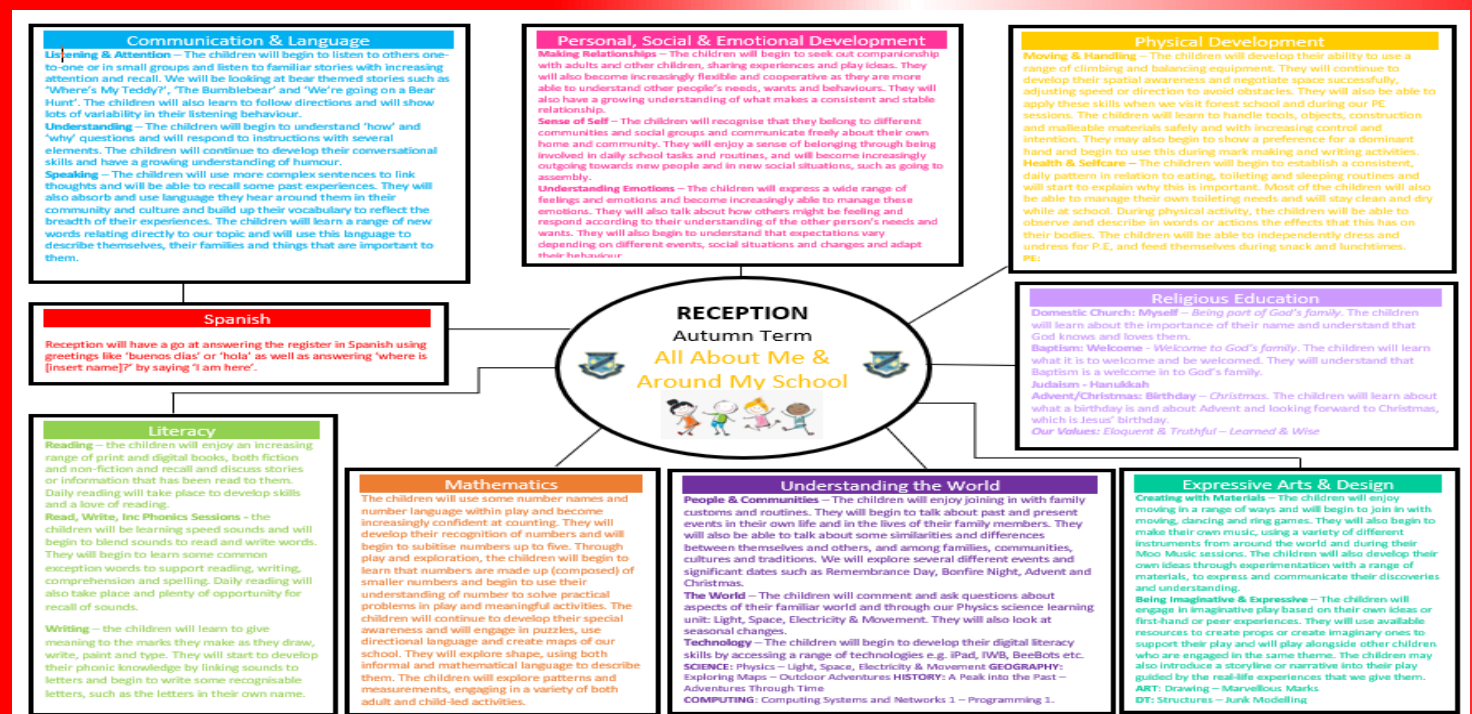 Communication & Language
Listening & Attention – The children will begin to listen to others one-
to-one or in small groups and listen to familiar stories with increasing
attention and recall. We will be looking at bear themed stories such as
‘Where’s My Teddy?’, ‘The Bumblebear’ and ‘We’re going on a Bear
Hunt’. The children will also learn to follow directions and will show
lots of variability in their listening behaviour.
Understanding – The children will begin to understand ‘how’ and
‘why’ questions and will respond to instructions with several
elements. The children will continue to develop their conversational
skills and have a growing understanding of humour.
Speaking – The children will use more complex sentences to link
thoughts and will be able to recall some past experiences. They will
also absorb and use language they hear around them in their
community and culture and build up their vocabulary to reflect the
breadth of their experiences. The children will learn a range of new
words relating directly to our topic and will use this language to
describe themselves, their families and things that are important to
them.
Personal, Social & Emotional Development
Making Relationships – The children will begin to seek out companionship
with adults and other children, sharing experiences and play ideas. They
will also become increasingly flexible and cooperative as they are more
able to understand other people’s needs, wants and behaviours. They will
also have a growing understanding of what makes a consistent and stable
relationship.
Sense of Self – The children will recognise that they belong to different
communities and social groups and communicate freely about their own
home and community. They will enjoy a sense of belonging through being
involved in daily school tasks and routines, and will become increasingly
outgoing towards new people and in new social situations, such as going to
assembly.
Understanding Emotions – The children will express a wide range of
feelings and emotions and become increasingly able to manage these
emotions. They will also talk about how others might be feeling and
respond according to their understanding of the other person’s needs and
wants. They will also begin to understand that expectations vary
depending on different events, social situations and changes and adapt
their behaviour
Physical Development
Moving & Handling – The children will develop their ability to use a
range of climbing and balancing equipment. They will continue to
develop their spatial awareness and negotiate space successfully,
adjusting speed or direction to avoid obstacles. They will also be able to
apply these skills when we visit forest school and during our PE
sessions. The children will learn to handle tools, objects, construction
and malleable materials safely and with increasing control and
intention. They may also begin to show a preference for a dominant
hand and begin to use this during mark making and writing activities.
Health & Selfcare – The children will begin to establish a consistent,
daily pattern in relation to eating, toileting and sleeping routines and
will start to explain why this is important. Most of the children will also
be able to manage their own toileting needs and will stay clean and dry
while at school. During physical activity, the children will be able to
observe and describe in words or actions the effects that this has on
their bodies. The children will be able to independently dress and
undress for P.E, and feed themselves during snack and lunchtimes.
PE:
Spanish
Reception will have a go at answering the register in Spanish using
greetings like ‘buenos días’ or ‘hola’ as well as answering ‘where is
[insert name]?’ by saying ‘I am here’.
RECEPTION
Autumn Term
All About Me &
Around My School
Religious Education
Domestic Church: Myself – Being part of God’s family. The children
will learn about the importance of their name and understand that
God knows and loves them.
Baptism: Welcome - Welcome to God’s family. The children will learn
what it is to welcome and be welcomed. They will understand that
Baptism is a welcome in to God’s family.
Judaism - Hanukkah
Advent/Christmas: Birthday – Christmas. The children will learn about
what a birthday is and about Advent and looking forward to Christmas,
which is Jesus’ birthday.
Our Values: Eloquent & Truthful – Learned & Wise
Literacy
Reading – the children will enjoy an increasing
range of print and digital books, both fiction
and non-fiction and recall and discuss stories
or information that has been read to them.
Daily reading will take place to develop skills
and a love of reading.
Read, Write, Inc Phonics Sessions - the
children will be learning speed sounds and will
begin to blend sounds to read and write words.
They will begin to learn some common
exception words to support reading, writing,
comprehension and spelling. Daily reading will
also take place and plenty of opportunity for
recall of sounds.
Writing – the children will learn to give
meaning to the marks they make as they draw,
write, paint and type. They will start to develop
their phonic knowledge by linking sounds to
letters and begin to write some recognisable
letters, such as the letters in their own name.
Mathematics
The children will use some number names and
number language within play and become
increasingly confident at counting. They will
develop their recognition of numbers and will
begin to subitise numbers up to five. Through
play and exploration, the children will begin to
learn that numbers are made up (composed) of
smaller numbers and begin to use their
understanding of number to solve practical
problems in play and meaningful activities. The
children will continue to develop their special
awareness and will engage in puzzles, use
directional language and create maps of our
school. They will explore shape, using both
informal and mathematical language to describe
them. The children will explore patterns and
measurements, engaging in a variety of both
adult and child-led activities.
Understanding the World
People & Communities – The children will enjoy joining in with family
customs and routines. They will begin to talk about past and present
events in their own life and in the lives of their family members. They
will also be able to talk about some similarities and differences
between themselves and others, and among families, communities,
cultures and traditions. We will explore several different events and
significant dates such as Remembrance Day, Bonfire Night, Advent and
Christmas.
The World – The children will comment and ask questions about
aspects of their familiar world and through our Physics science learning
unit: Light, Space, Electricity & Movement. They will also look at
seasonal changes.
Technology – The children will begin to develop their digital literacy
skills by accessing a range of technologies e.g. iPad, IWB, BeeBots etc.
SCIENCE: Physics – Light, Space, Electricity & Movement GEOGRAPHY:
Exploring Maps – Outdoor Adventures HISTORY: A Peak into the Past –
Adventures Through Time
COMPUTING: Computing Systems and Networks 1 – Programming 1.
Expressive Arts & Design
Creating with Materials – The children will enjoy
moving in a range of ways and will begin to join in with
moving, dancing and ring games. They will also begin to
make their own music, using a variety of different
instruments from around the world and during their
Moo Music sessions. The children will also develop their
own ideas through experimentation with a range of
materials, to express and communicate their discoveries
and understanding.
Being Imaginative & Expressive – The children will
engage in imaginative play based on their own ideas or
first-hand or peer experiences. They will use available
resources to create props or create imaginary ones to
support their play and will play alongside other children
who are engaged in the same theme. The children may
also introduce a storyline or narrative into their play
guided by the real-life experiences that we give them.
ART: Drawing – Marvellous Marks
DT: Structures – Junk Modelling